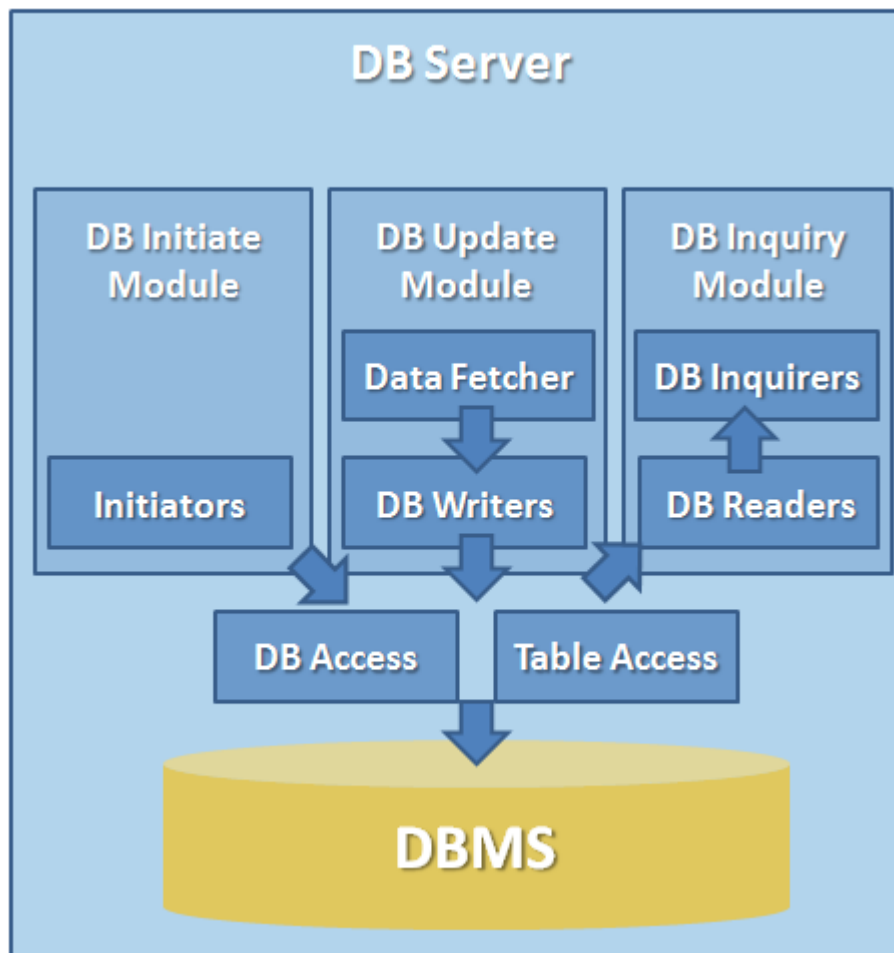 DB Server
DB Initiate
Module
DB Update
Module
DB Inquiry
Module
Data Fetcher
DB Inquirers
Initiators
DB Writers
DB Readers
DB Access
Table Access
DBMS